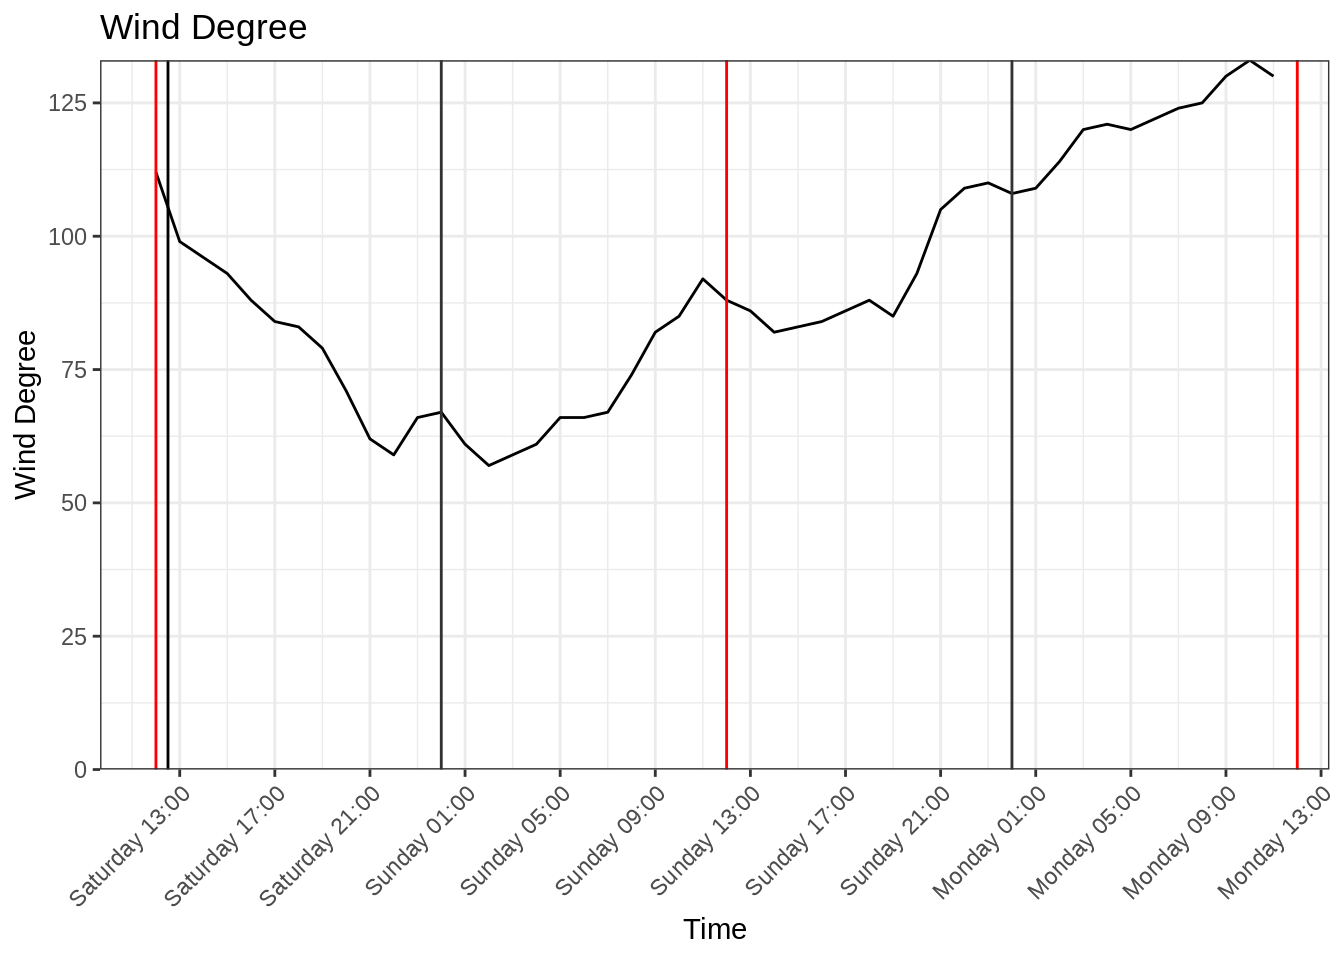 Wind Degree
Wind Degree
125
100
75
50
25
0
Saturday 13:00
Saturday 17:00
Saturday 21:00
Sunday 01:00
Sunday 05:00
Sunday 09:00
Sunday 13:00
Sunday 17:00
Sunday 21:00
Monday 01:00
Monday 05:00
Monday 09:00
Monday 13:00
Time